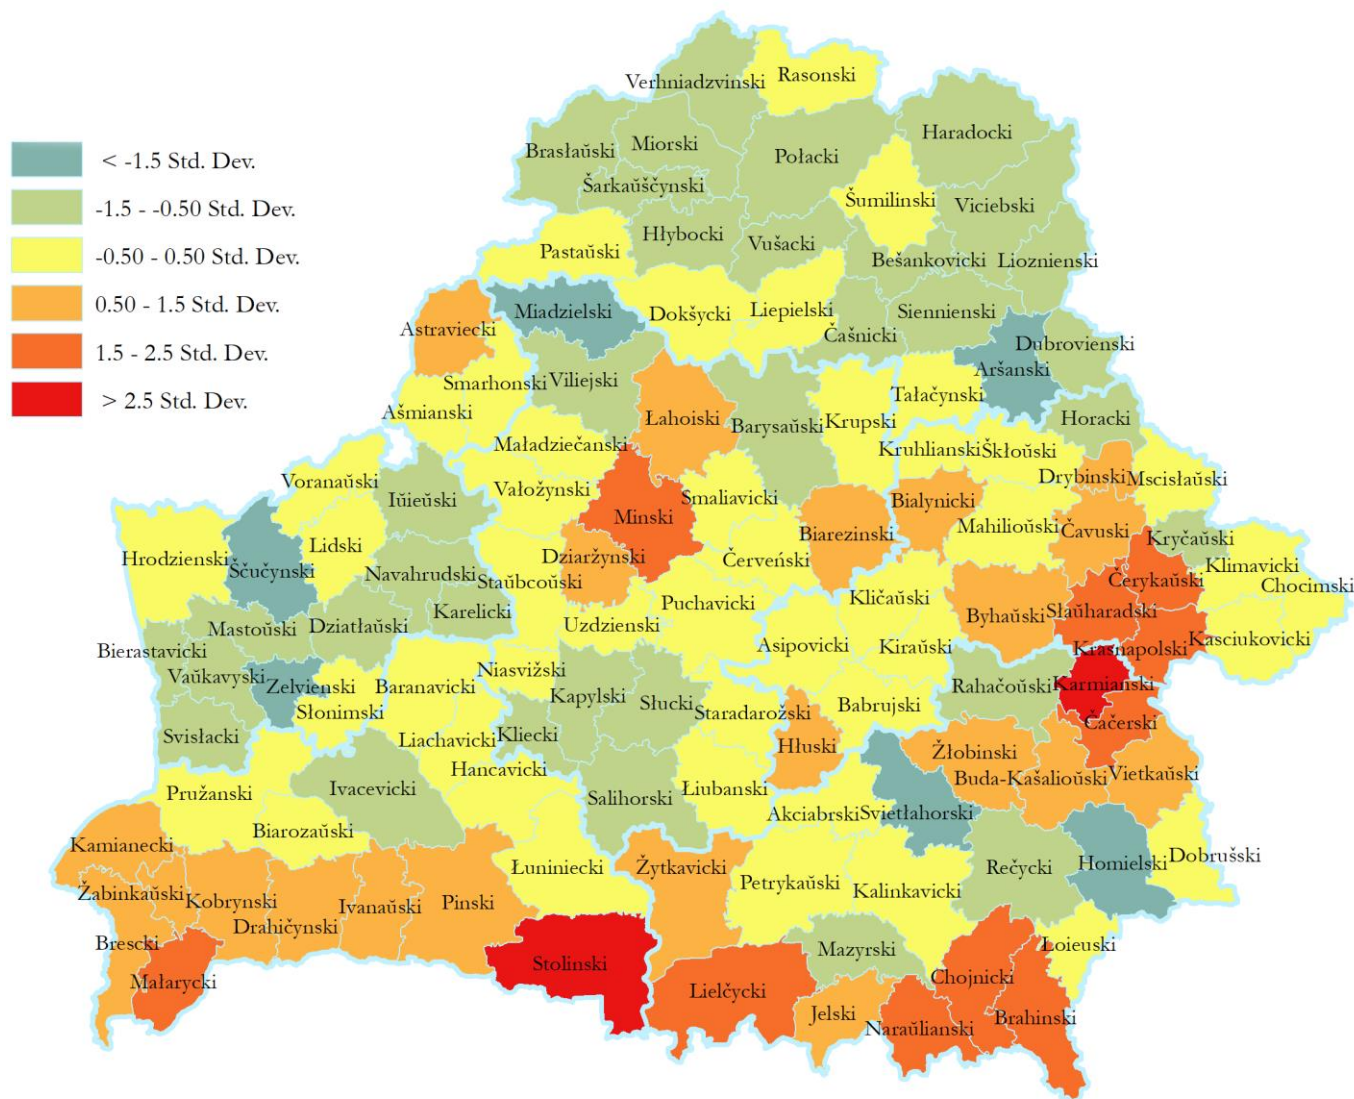 < -1.5 Std. Dev.
-1.5 - -0.50 Std. Dev.
-0.50 - 0.50 Std. Dev.
0.50 - 1.5 Std. Dev.
1.5 - 2.5 Std. Dev.
> 2.5 Std. Dev.
Verhniadzvinski
Rasonski
Haradocki
Brasłaŭski
Miorski
Połacki
Šarkaŭščynski
Šumilinski
Viciebski
Hłybocki
Pastaŭski
Vušacki
Bešankovicki
Lioznienski
Miadzielski
Dokšycki
Liepielski
Siennienski
Astraviecki
Čašnicki
Dubrovienski
Aršanski
Smarhonski
Viliejski
Tałačynski
Ašmianski
Łahoiski
Barysaŭski
Krupski
Horacki
Maładziečanski
Kruhlianski
Škłoŭski
Voranaŭski
Iŭieŭski
Vałožynski
Smaliavicki
Bialynicki
Drybinski
Mscisłaŭski
Minski
Biarezinski
Mahilioŭski
Čavuski
Kryčaŭski
Hrodzienski
Lidski
Ščučynski
Navahrudski
Dziaržynski
Staŭbcoŭski
Červeński
Klimavicki
Čerykaŭski
Chocimski
Puchavicki
Kličaŭski
Karelicki
Słaŭharadski
Byhaŭski
Mastoŭski
Dziatłaŭski
Uzdzienski
Asipovicki
Kiraŭski
Kasciukovicki
Bierastavicki
Krasnapolski
Vaŭkavyski
Zelvienski
Baranavicki
Niasvižski
Kapylski
Słucki
Rahačoŭski
Karmianski
Słonimski
Staradarožski
Babrujski
Čačerski
Svisłacki
Liachavicki
Kliecki
Hłuski
Žłobinski
Hancavicki
Buda-Kašalioŭski
Vietkaŭski
Pružanski
Ivacevicki
Salihorski
Łiubanski
Akciabrski
Svietłahorski
Biarozaŭski
Kamianecki
Łuniniecki
Žytkavicki
Rečycki
Homielski
Dobrušski
Žabinkaŭski
Kobrynski
Ivanaŭski
Pinski
Petrykaŭski
Kalinkavicki
Drahičynski
Brescki
Mazyrski
Łoieuski
Małarycki
Stolinski
Lielčycki
Chojnicki
Jelski
Naraŭlianski
Brahinski